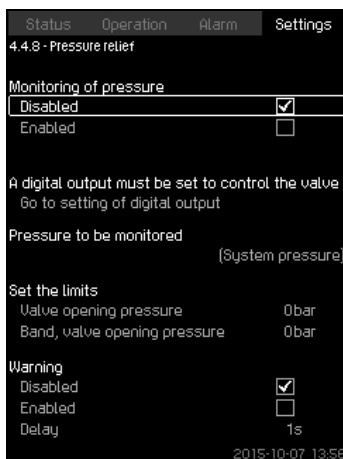 Status Operation Alarm Settings
4.4.8 - Pressure relief
Monitoring of pressure
Disabled
Enabled
A digital output must be set to control the valve
Go to setting of digital output
Pressure to be monitored
(System pressure)
Set the limits
Valve opening pressure 0bar
Band, valve opening pressure 0bar
Warning
Disabled
Enabled
Delay 1s
2015-10-07 13:56